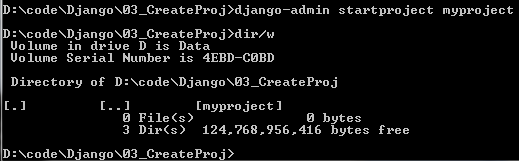 D:\code\Django\03_CreateProj>django-admin startproject myproject
D:\code\Django\03_CreateProj>dir/w
Volume in drive D is Data
Volume Serial Number is 4EBD-C0BD
Directory of D:\code\Django\03_CreateProj
[.] [..] [myproject]
0 File(s) 0 bytes
3 Dir(s) 124,768,956,416 bytes free
D:\code\Django\03_CreateProj>